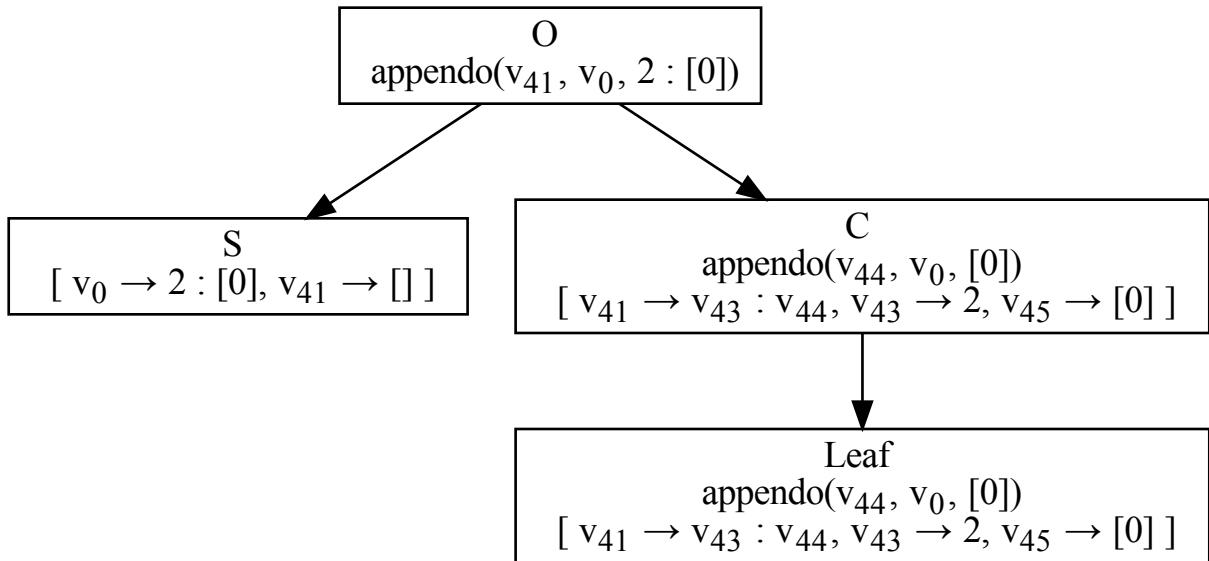 O
appendo(v41, v0, 2 : [0])
S
[ v0 → 2 : [0], v41 → [] ]
C
appendo(v44, v0, [0])
[ v41 → v43 : v44, v43 → 2, v45 → [0] ]
Leaf
appendo(v44, v0, [0])
[ v41 → v43 : v44, v43 → 2, v45 → [0] ]